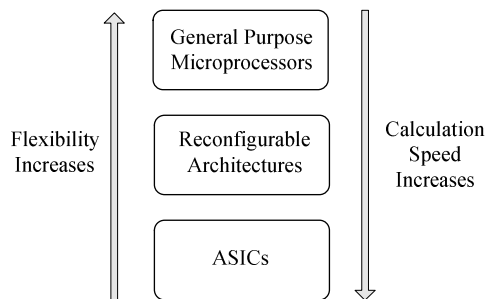 General Purpose
Microprocessors
Flexibility
Increases
Reconfigurable
Architectures
Calculation
Speed
Increases
ASICs